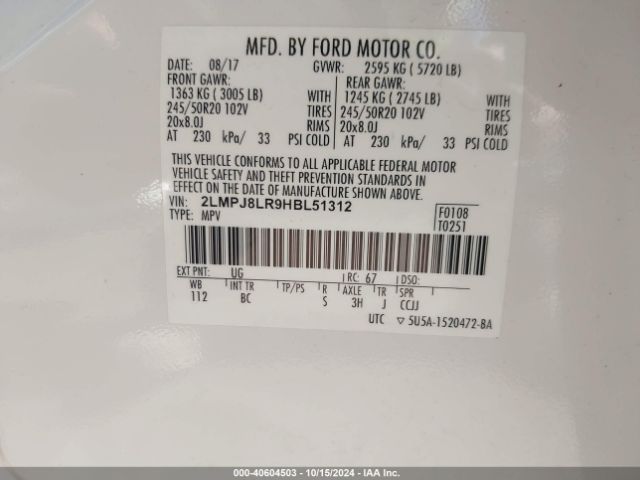 MFD. BY FORD MOTOR CO.
DATE: 08/17 GVWR: 2595 KG ( 5720 LB)
FRONT GAWR: REAR GAWR:
1363 KG ( 3005 LB) WITH 1245 KG ( 2745 LB) WITH
245/50R20 102V TIRES 245/50R20 102V TIRES
20x8.0J RIMS 20x8.0J RIMS
AT 230 kPa/ 33 PSI COLD AT 230 kPa/ 33 PSI COLD
THIS VEHICLE CONFORMS TO ALL APPLICABLE FEDERAL MOTOR
VEHICLE SAFETY AND THEFT PREVENTION STANDARDS IN
EFFECT ON THE DATE OF MANUFACTURE SHOWN ABOVE.
VIN: 2LMPJ8LR9HBL51312 F0108
TYPE: MPV T0251
EXT PNT: UG RC: 67 DSO:
WB INT TR TP/PS R AXLE TR SPR
112 BC S 3H J CCJJ
UTC ▽ 5U5A-1520472-BA
000-40604503 - 10/15/2024 - IAA Inc.